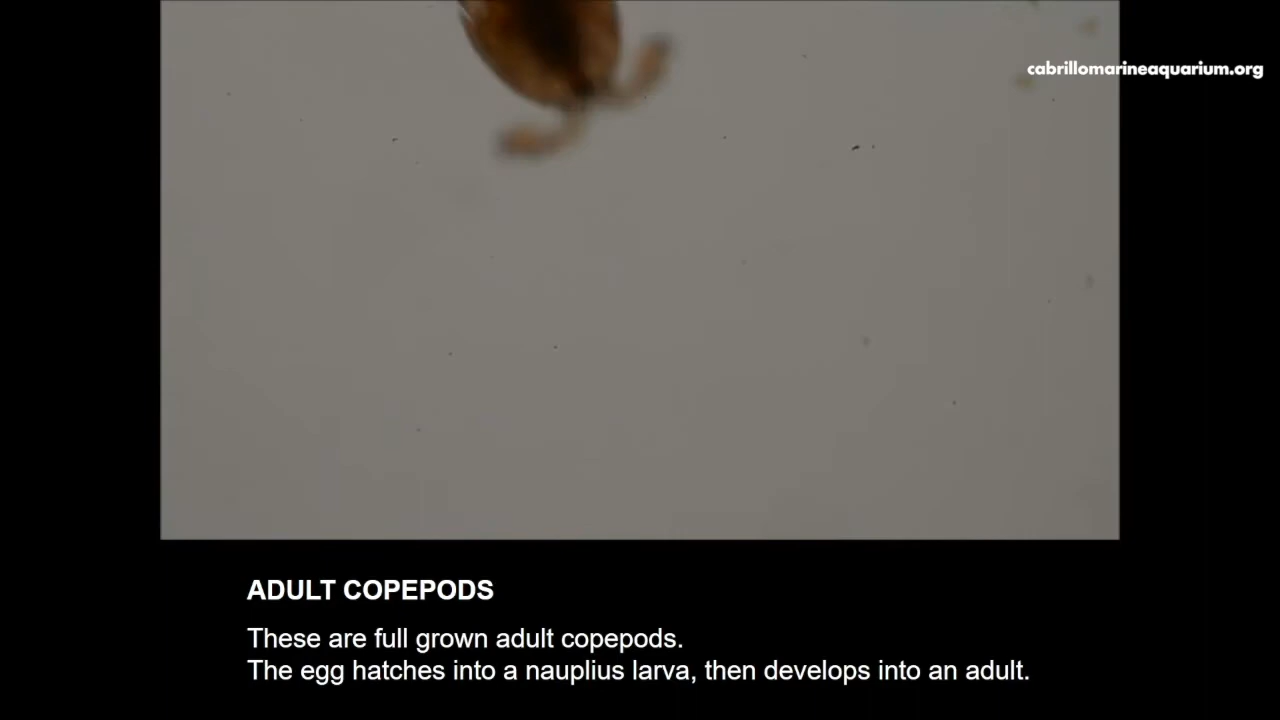 cabrillomarineaquarium.org
ADULT COPEPODS
These are full grown adult copepods.
The egg hatches into a nauplius larva, then develops into an adult.